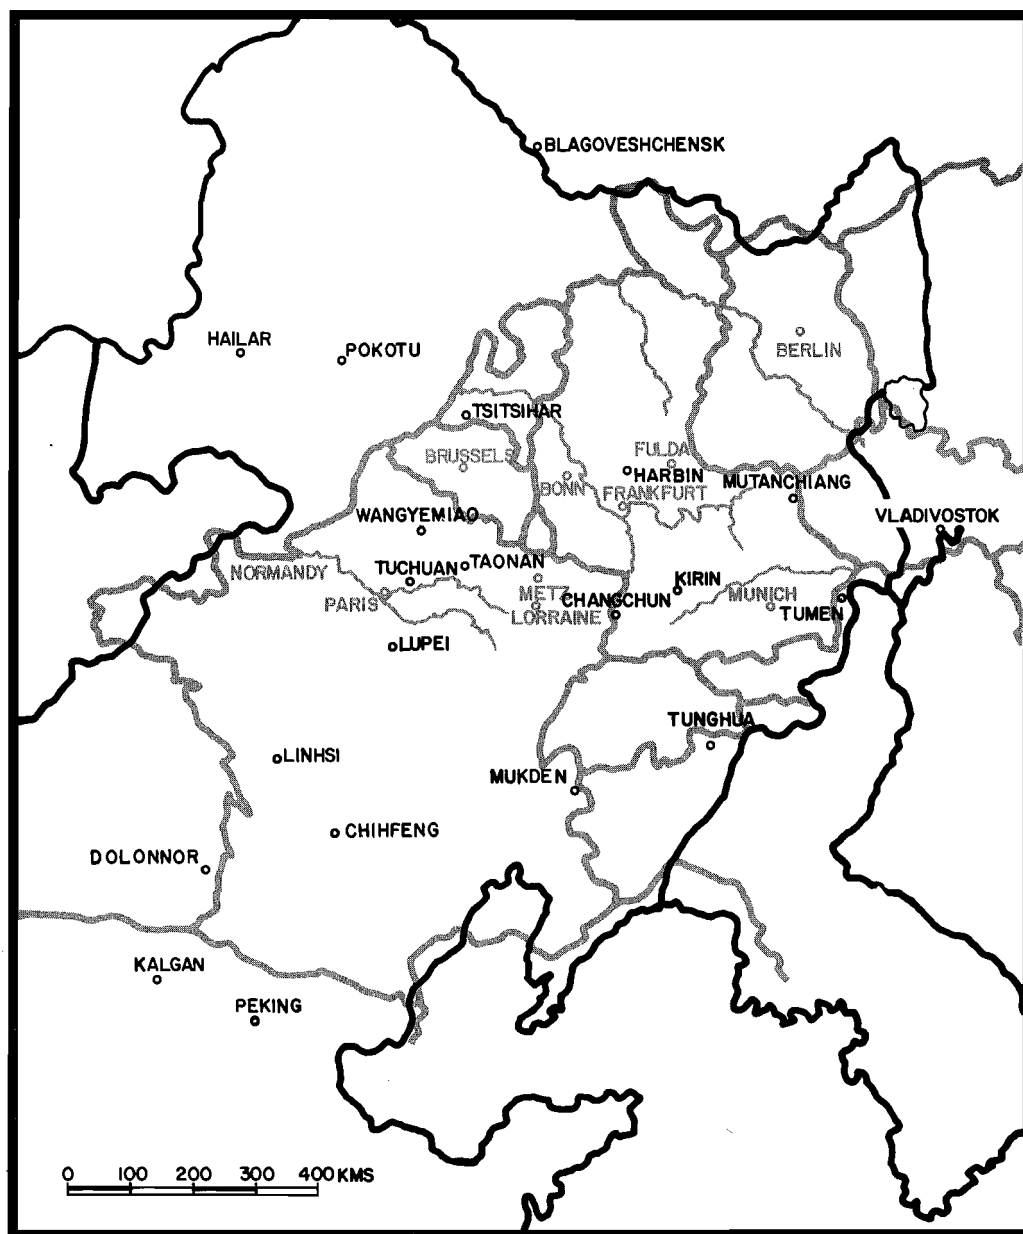 BLAGOVESHCHENSK
HAILAR
POKOTU
BERLIN
TSITSIHAR
BRUSSELS
FULDA
HARBIN
BONN
FRANKFURT
MUTANCHIANG
WANGYEMIAO
VLADIVOSTOK
NORMANDY
TUCHUAN
TAONAN
PARIS
METZ
LORRAINE
CHANGCHUN
KIRIN
MUNICH
TUMEN
LUPEI
TUNGHUA
LINHSI
MUKDEN
CHIHFENG
DOLONNOR
KALGAN
PEKING
0 100 200 300 400 KMS